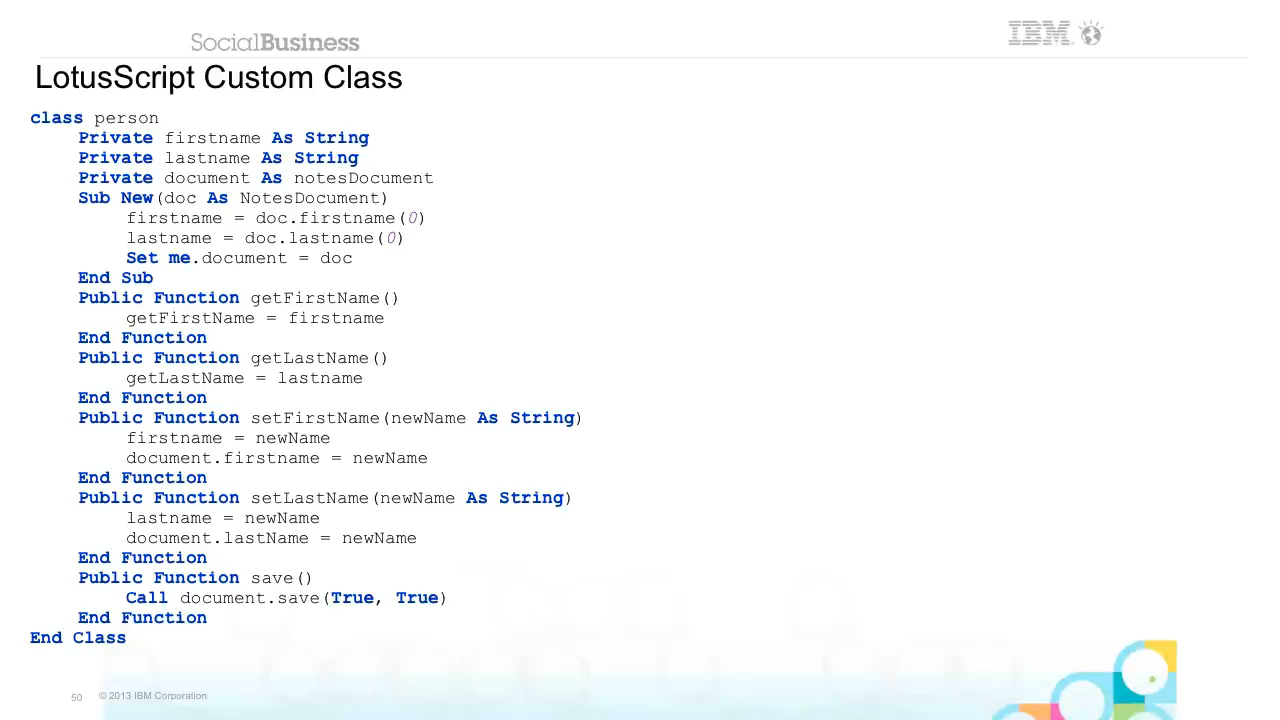 SocialBusiness
IBM
LotusScript Custom Class
class person
Private firstname As String
Private lastname As String
Private document As notesDocument
Sub New(doc As NotesDocument)
firstname = doc.firstname(0)
lastname = doc.lastname(0)
Set me.document = doc
End Sub
Public Function getFirstName()
getFirstName = firstname
End Function
Public Function getLastName()
getLastName = lastname
End Function
Public Function setFirstName(newName As String)
firstname = newName
document.firstname = newName
End Function
Public Function setLastName(newName As String)
lastname = newName
document.lastName = newName
End Function
Public Function save()
Call document.save(True, True)
End Function
End Class
50 © 2013 IBM Corporation